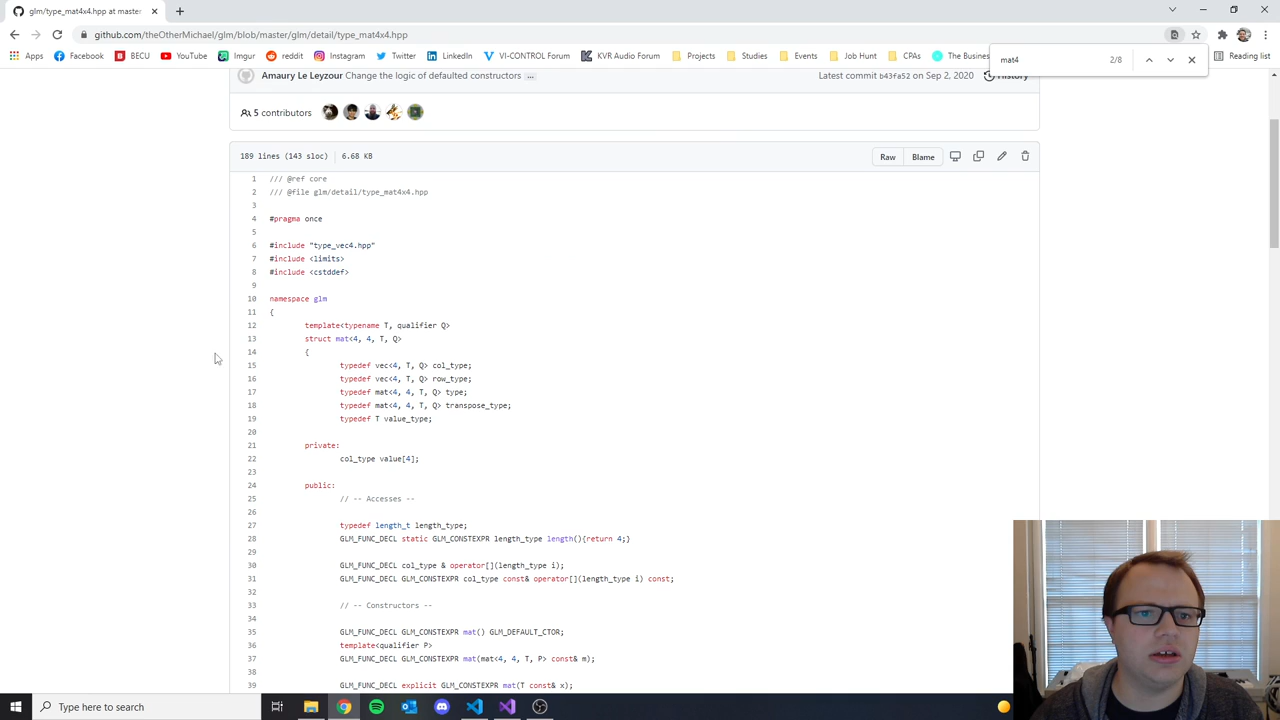 glm/type_mat4x4.hpp at master
github.com/theOtherMichael/glm/blob/master/glm/detail/type_mat4x4.hpp
Apps Facebook BECU YouTube Imgur reddit Instagram Twitter LinkedIn VI-CONTROL Forum KVR Audio Forum Projects Studies Events Job Hunt CPAs The Business Reading list
mat4 2/8
Amaury Le Leyzour Change the logic of defaulted constructors ... Latest commit b43fa52 on Sep 2, 2020 History
5 contributors
189 lines (143 sloc) 6.68 KB Raw Blame
1 /// @ref core
2 /// @file glm/detail/type_mat4x4.hpp
3
4 #pragma once
5
6 #include "type_vec4.hpp"
7 #include <limits>
8 #include <cstddef>
9
10 namespace glm
11 {
12 template<typename T, qualifier Q>
13 struct mat<4, 4, T, Q>
14 {
15 typedef vec<4, T, Q> col_type;
16 typedef vec<4, T, Q> row_type;
17 typedef mat<4, 4, T, Q> type;
18 typedef mat<4, 4, T, Q> transpose_type;
19 typedef T value_type;
20
21 private:
22 col_type value[4];
23
24 public:
25 // -- Accesses --
26
27 typedef length_t length_type;
28 GLM_FUNC_DECL static GLM_CONSTEXPR length_type length(){return 4;}
29
30 GLM_FUNC_DECL col_type & operator[](length_type i);
31 GLM_FUNC_DECL GLM_CONSTEXPR col_type const& operator[](length_type i) const;
32
33 // -- Constructors --
34
35 GLM_FUNC_DECL GLM_CONSTEXPR mat() GLM_DEFAULT_CTOR;
36 template<qualifier P>
37 GLM_FUNC_DECL GLM_CONSTEXPR mat(mat<4, 4, T, P> const& m);
38
39 GLM_FUNC_DECL explicit GLM_CONSTEXPR mat(T const& x);
Type here to search